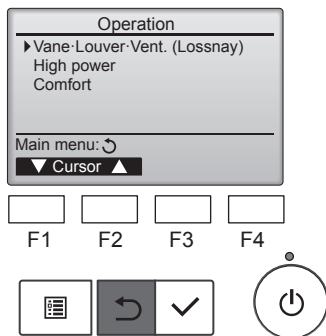 Operation
Vane·Louver·Vent. (Lossnay)
High power
Comfort
Main menu:
Cursor
F1 F2 F3 F4